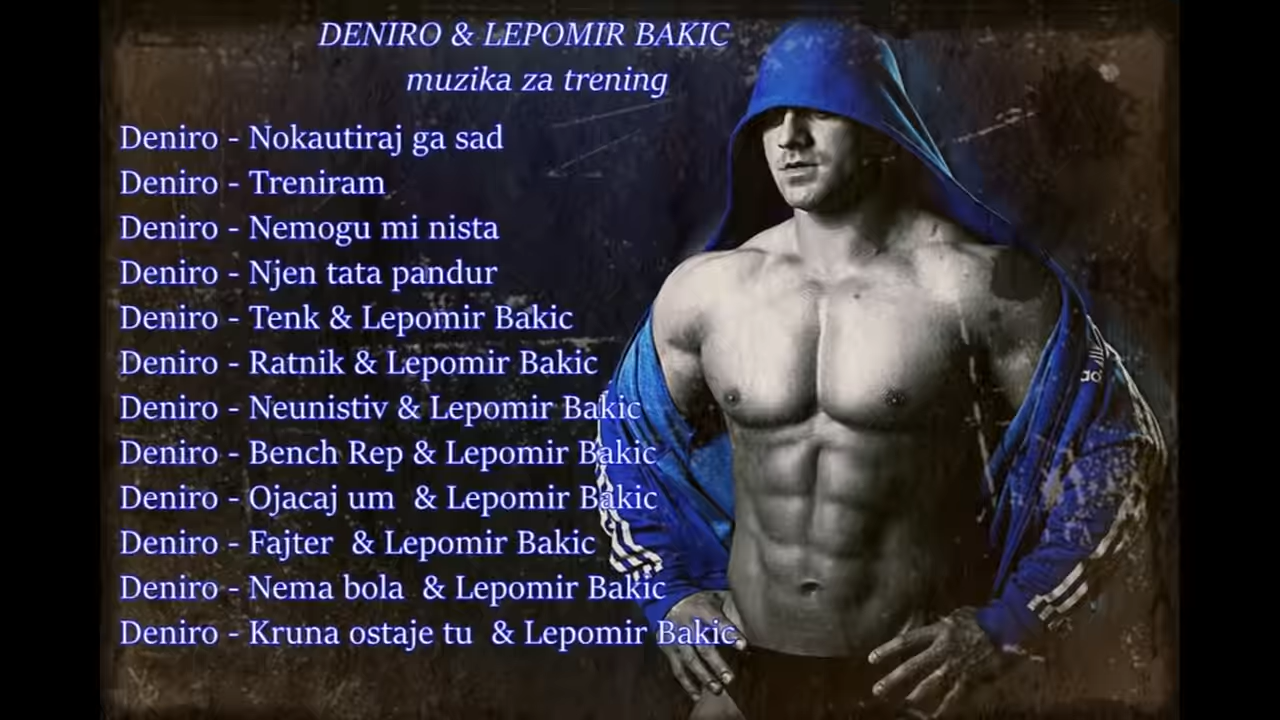 DENIRO & LEPOMIR BAKIC
muzika za trening
Deniro - Nokautiraj ga sad
Deniro - Treniram
Deniro - Nemogu mi nista
Deniro - Njen tata pandur
Deniro - Tenk & Lepomir Bakic
Deniro - Ratnik & Lepomir Bakic
Deniro - Neunistiv & Lepomir Bakic
Deniro - Bench Rep & Lepomir Bakic
Deniro - Ojacaj um  & Lepomir Bakic
Deniro - Fajter  & Lepomir Bakic
Deniro - Nema bola  & Lepomir Bakic
Deniro - Kruna ostaje tu  & Lepomir Bakic